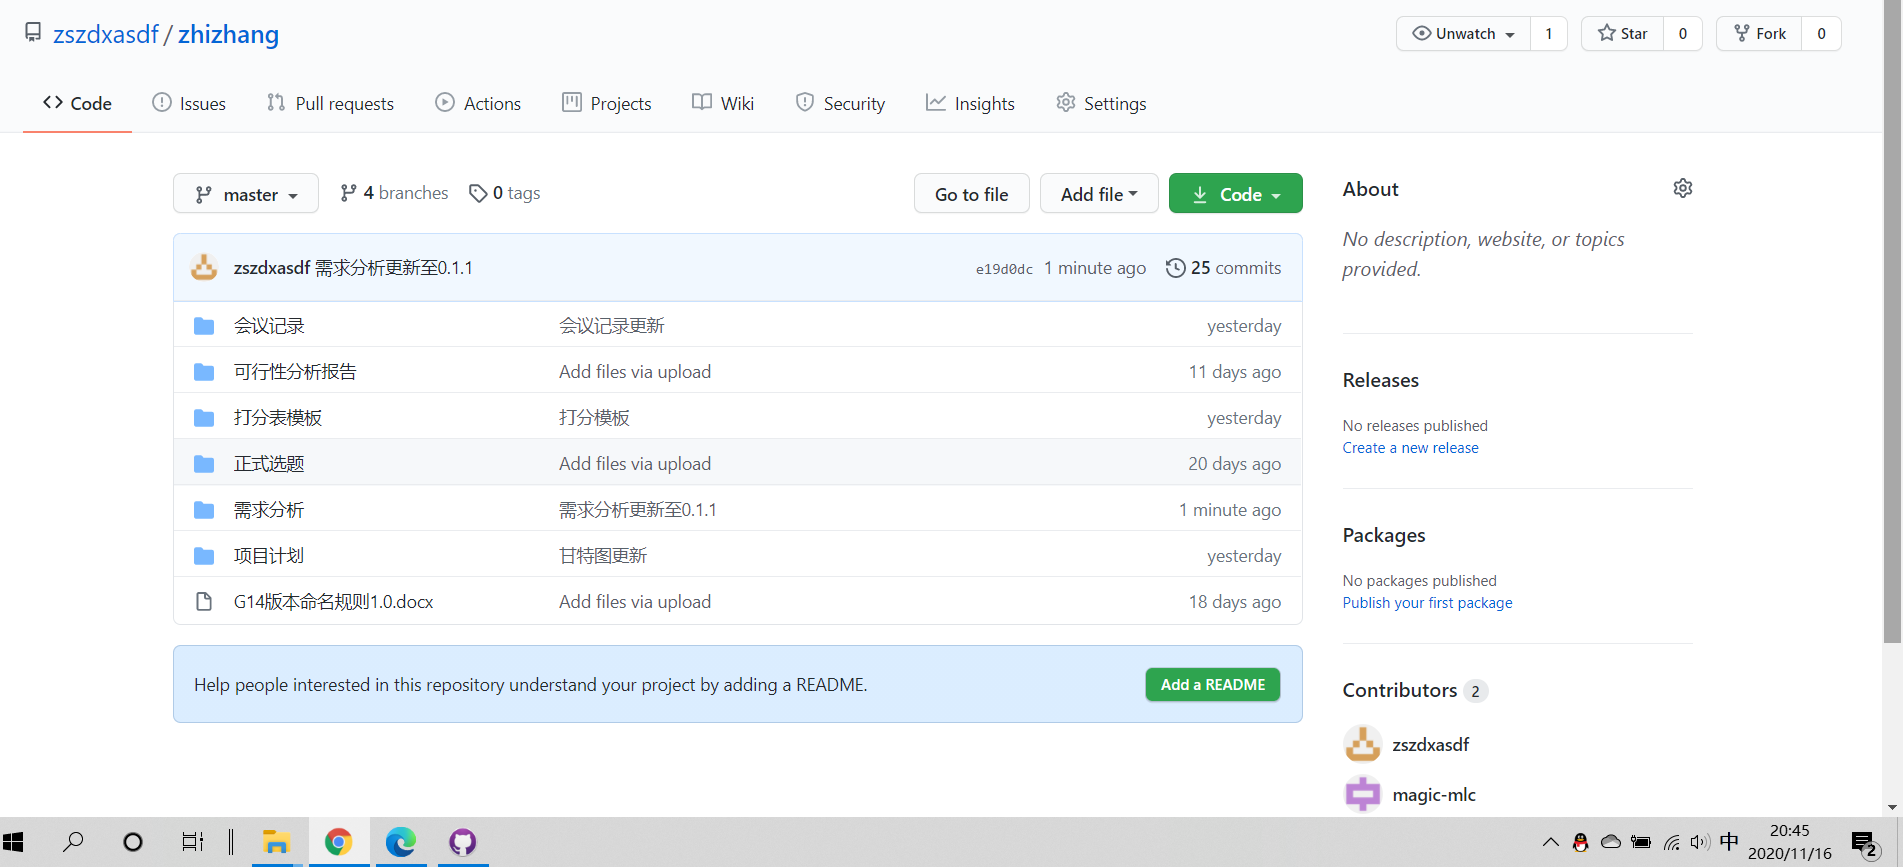 zszdxasdf / zhizhang
Unwatch 1 Star 0 Fork 0
Code Issues Pull requests Actions Projects Wiki Security Insights Settings
master 4 branches 0 tags Go to file Add file Code
zszdxasdf 需求分析更新至0.1.1 e19d0dc 1 minute ago 25 commits
会议记录 会议记录更新 yesterday
可行性分析报告 Add files via upload 11 days ago
打分表模板 打分模板 yesterday
正式选题 Add files via upload 20 days ago
需求分析 需求分析更新至0.1.1 1 minute ago
项目计划 甘特图更新 yesterday
G14版本命名规则1.0.docx Add files via upload 18 days ago
Help people interested in this repository understand your project by adding a README. Add a README
About
No description, website, or topics
provided.
Releases
No releases published
Create a new release
Packages
No packages published
Publish your first package
Contributors 2
zszdxasdf
magic-mlc
中 20:45
2020/11/16
2